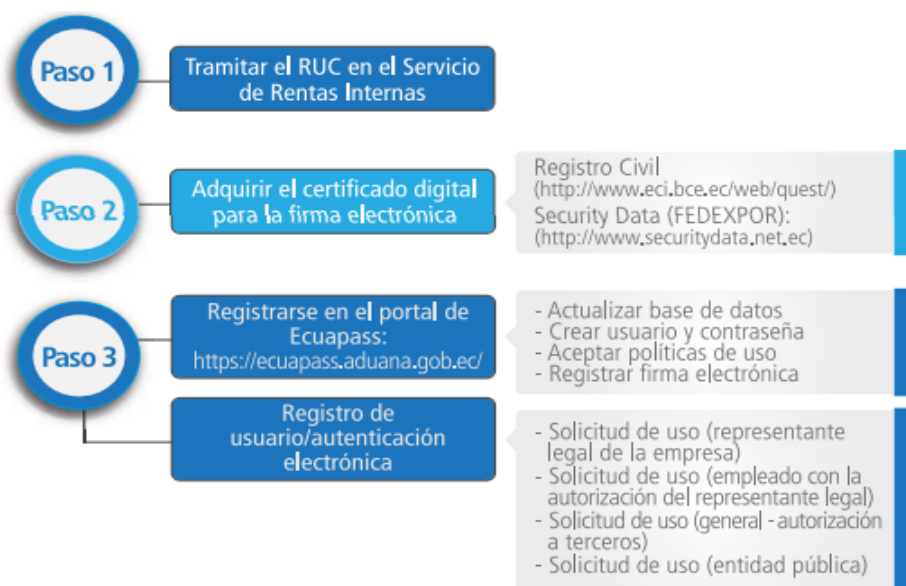 Paso 1
Tramitar el RUC en el Servicio
de Rentas Internas
Paso 2
Adquirir el certificado digital
para la firma electrónica
Registro Civil
(http://www.eci.bce.ec/web/quest/)
Security Data (FEDEXPOR):
(http://www.securitydata.net.ec)
Paso 3
Registrarse en el portal de
Ecuapass:
https://ecuapass.aduana.gob.ec/
- Actualizar base de datos
- Crear usuario y contraseña
- Aceptar políticas de uso
- Registrar firma electrónica
Registro de
usuario/autenticación
electrónica
- Solicitud de uso (representante
legal de la empresa)
- Solicitud de uso (empleado con la
autorización del representante legal)
- Solicitud de uso (general - autorización
a terceros)
- Solicitud de uso (entidad pública)